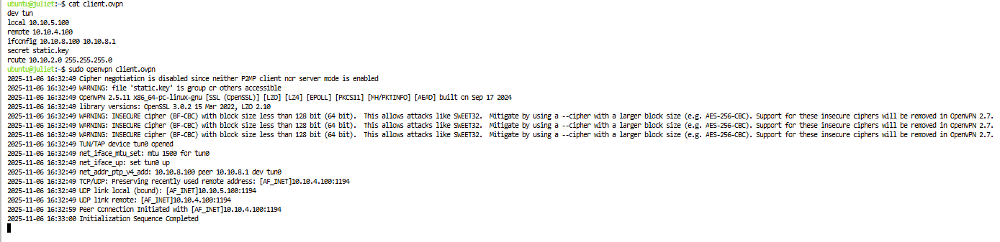 ubuntu@juliet:~$ cat client.ovpn
dev tun
local 10.10.5.100
remote 10.10.4.100
ifconfig 10.10.8.100 10.10.8.1
secret static.key
route 10.10.2.0 255.255.255.0
ubuntu@juliet:~$ sudo openvpn client.ovpn
2025-11-06 16:32:49 Cipher negotiation is disabled since neither P2MP client nor server mode is enabled
2025-11-06 16:32:49 WARNING: file 'static.key' is group or others accessible
2025-11-06 16:32:49 OpenVPN 2.5.11 x86_64-pc-linux-gnu [SSL (OpenSSL)] [LZO] [LZ4] [EPOLL] [PKCS11] [MH/PKTINFO] [AEAD] built on Sep 17 2024
2025-11-06 16:32:49 library versions: OpenSSL 3.0.2 15 Mar 2022, LZO 2.10
2025-11-06 16:32:49 WARNING: INSECURE cipher (BF-CBC) with block size less than 128 bit (64 bit).  This allows attacks like SWEET32.  Mitigate by using a --cipher with a larger block size (e.g. AES-256-CBC). Support for these insecure ciphers will be removed in OpenVPN 2.7.
2025-11-06 16:32:49 WARNING: INSECURE cipher (BF-CBC) with block size less than 128 bit (64 bit).  This allows attacks like SWEET32.  Mitigate by using a --cipher with a larger block size (e.g. AES-256-CBC). Support for these insecure ciphers will be removed in OpenVPN 2.7.
2025-11-06 16:32:49 WARNING: INSECURE cipher (BF-CBC) with block size less than 128 bit (64 bit).  This allows attacks like SWEET32.  Mitigate by using a --cipher with a larger block size (e.g. AES-256-CBC). Support for these insecure ciphers will be removed in OpenVPN 2.7.
2025-11-06 16:32:49 TUN/TAP device tun0 opened
2025-11-06 16:32:49 net_iface_mtu_set: mtu 1500 for tun0
2025-11-06 16:32:49 net_iface_up: set tun0 up
2025-11-06 16:32:49 net_addr_ptp_v4_add: 10.10.8.100 peer 10.10.8.1 dev tun0
2025-11-06 16:32:49 TCP/UDP: Preserving recently used remote address: [AF_INET]10.10.4.100:1194
2025-11-06 16:32:49 UDP link local (bound): [AF_INET]10.10.5.100:1194
2025-11-06 16:32:49 UDP link remote: [AF_INET]10.10.4.100:1194
2025-11-06 16:32:59 Peer Connection Initiated with [AF_INET]10.10.4.100:1194
2025-11-06 16:33:00 Initialization Sequence Completed